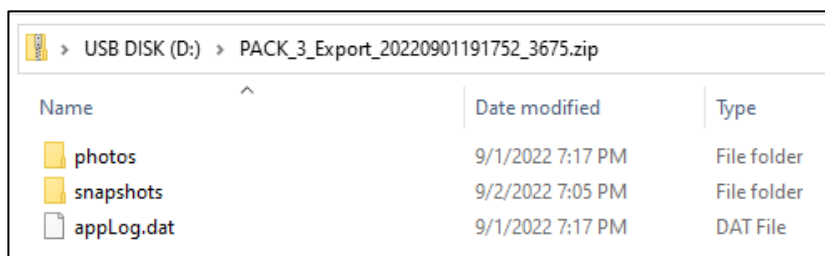 USB DISK (D:) > PACK_3_Export_20220901191752_3675.zip
Name Date modified Type
photos 9/1/2022 7:17 PM File folder
snapshots 9/2/2022 7:05 PM File folder
appLog.dat 9/1/2022 7:17 PM DAT File